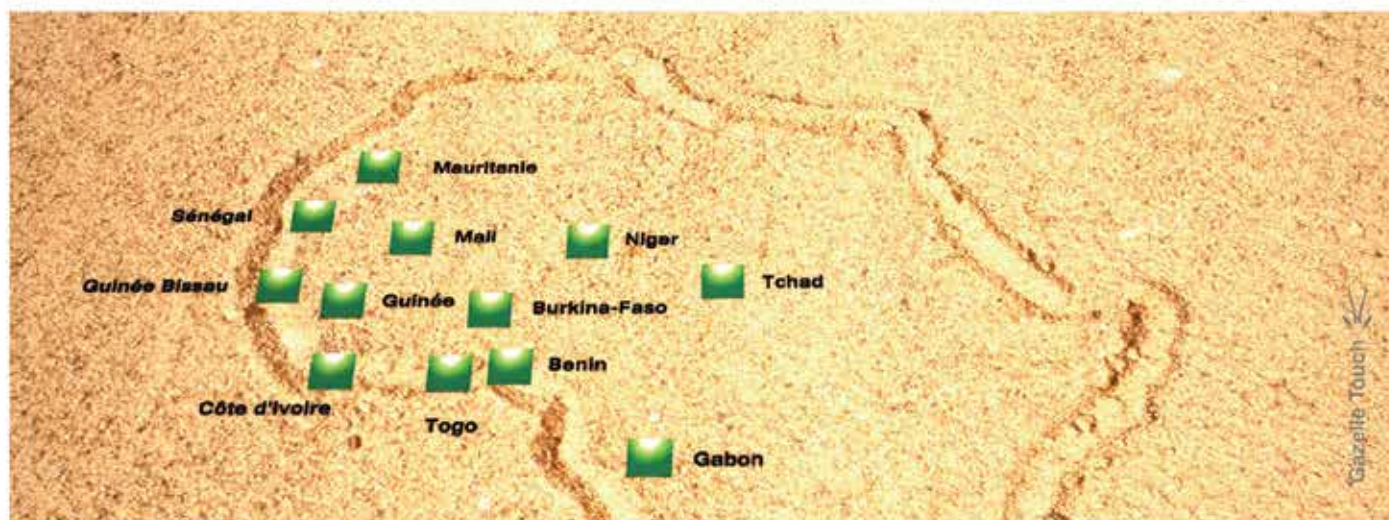 Mauritanie
Sénégal
Mali
Niger
Tchad
Guinée Bissau
Guinée
Burkina-Faso
Benin
Côte d'Ivoire
Togo
Gabon
Gazelle Touch